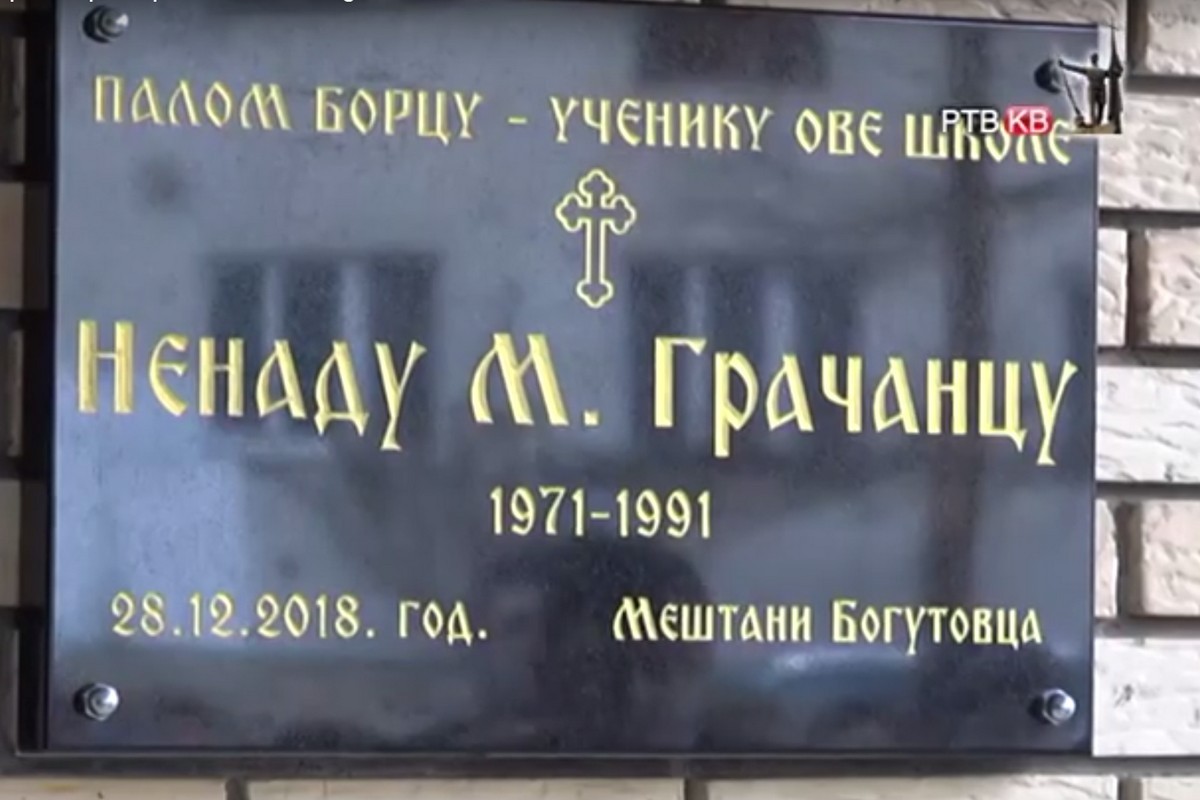 ПАЛОМ БОРЦУ - УЧЕНИКУ ОВЕ ШКОЛЕ
РТВ КВ
НЕНАДУ М. ГРАЧАНЦУ
1971-1991
28.12.2018. ГОД. МЕШТАНИ БОГУТОВЦА